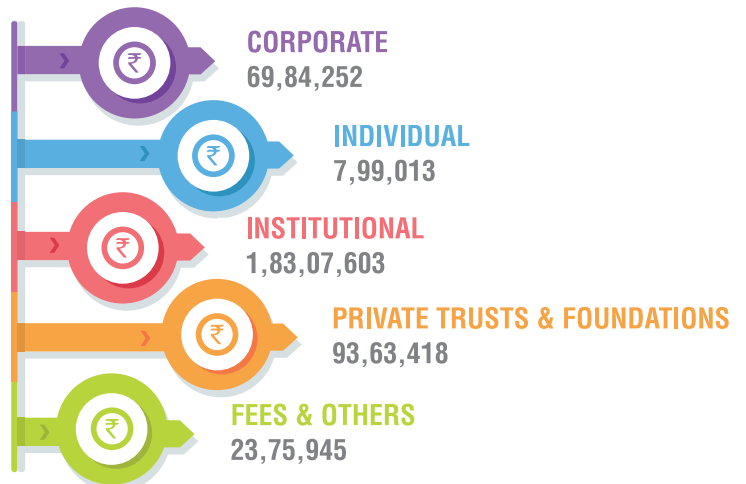 ₹
CORPORATE
69,84,252
₹
INDIVIDUAL
7,99,013
₹
INSTITUTIONAL
1,83,07,603
₹
PRIVATE TRUSTS & FOUNDATIONS
93,63,418
₹
FEES & OTHERS
23,75,945